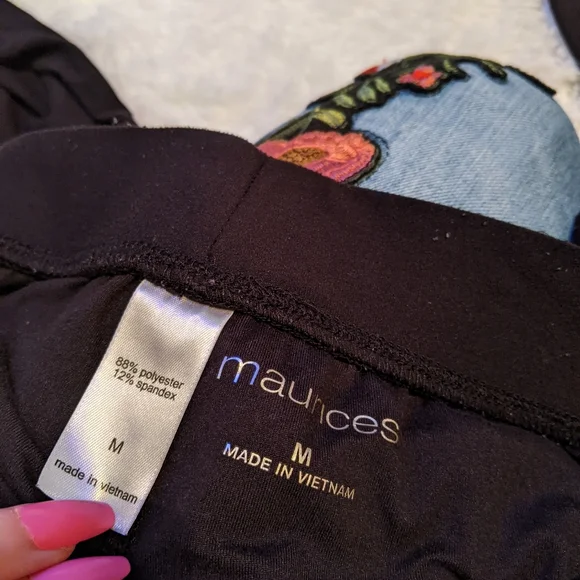 88% polyester
12% spandex
M
made in vietnam
maurices
M
MADE IN VIETNAM